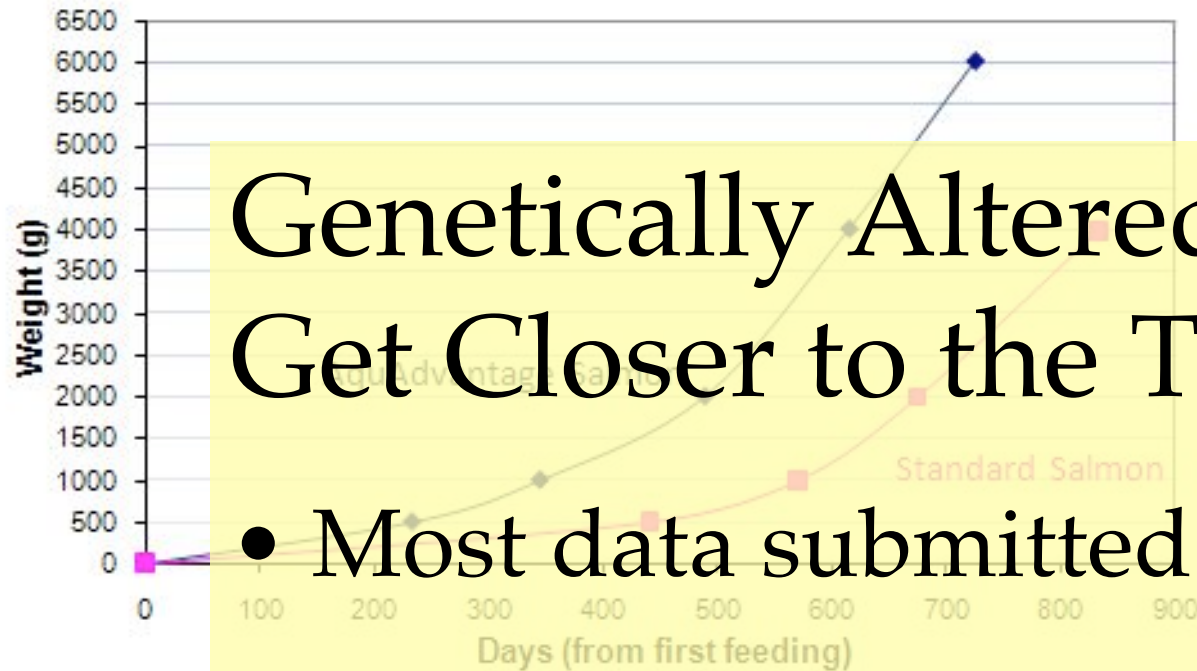 6500
6000
5500
5000
4500
4000
3500
3000
2500
2000
1500
1000
500
0
Weight (g)
Genetically Altered
Get Closer to the T
AquAdvantage Salmon
Standard Salmon
• Most data submitted
0 100 200 300 400 500 600 700 800 900
Days (from first feeding)